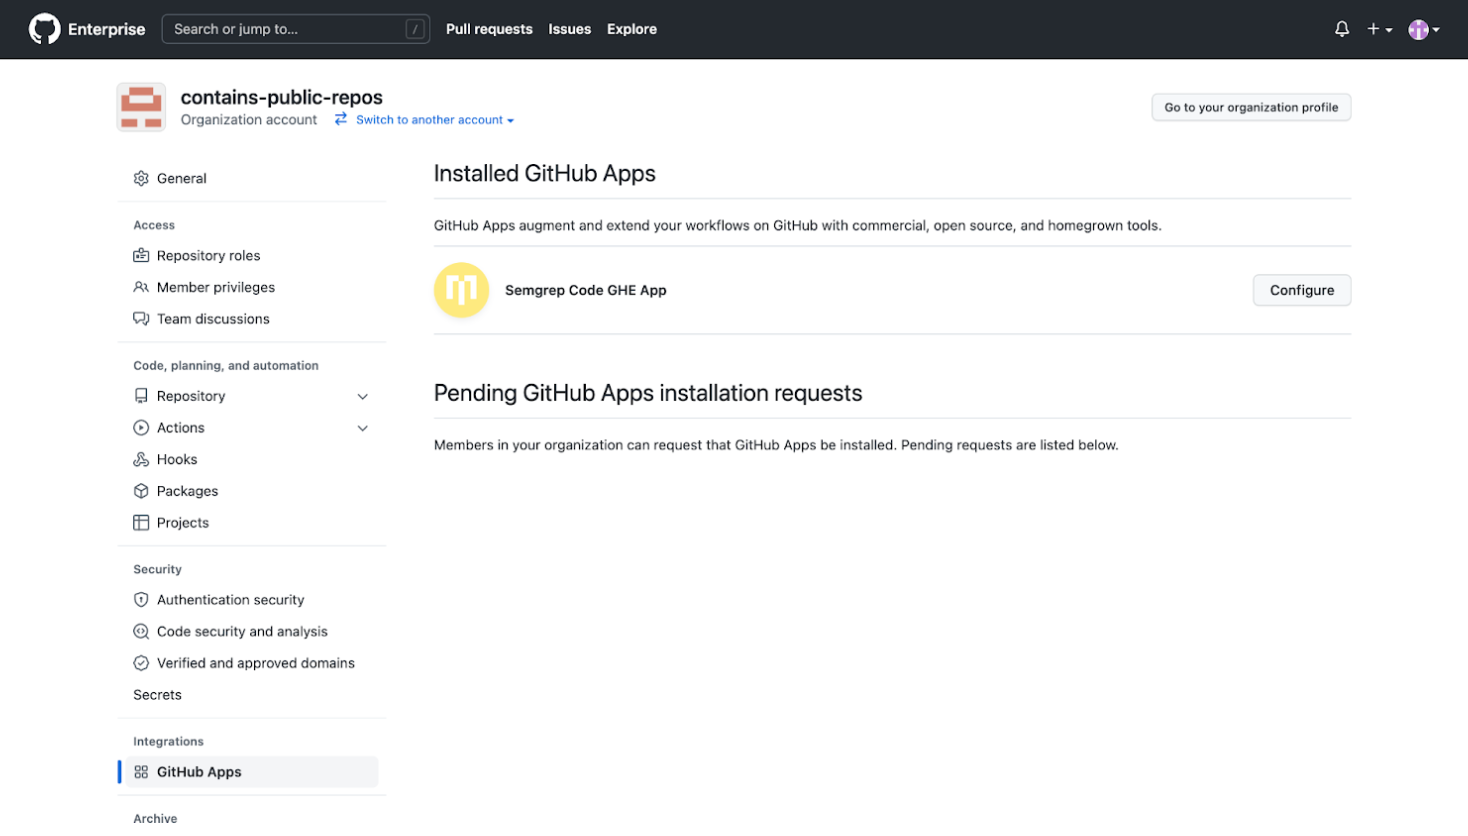 Enterprise
Search or jump to...
/
Pull requests
Issues
Explore
contains-public-repos
Organization account
Switch to another account
Go to your organization profile
General
Access
Repository roles
Member privileges
Team discussions
Code, planning, and automation
Repository
Actions
Hooks
Packages
Projects
Security
Authentication security
Code security and analysis
Verified and approved domains
Secrets
Integrations
GitHub Apps
Archive
Installed GitHub Apps
GitHub Apps augment and extend your workflows on GitHub with commercial, open source, and homegrown tools.
Semgrep Code GHE App
Configure
Pending GitHub Apps installation requests
Members in your organization can request that GitHub Apps be installed. Pending requests are listed below.